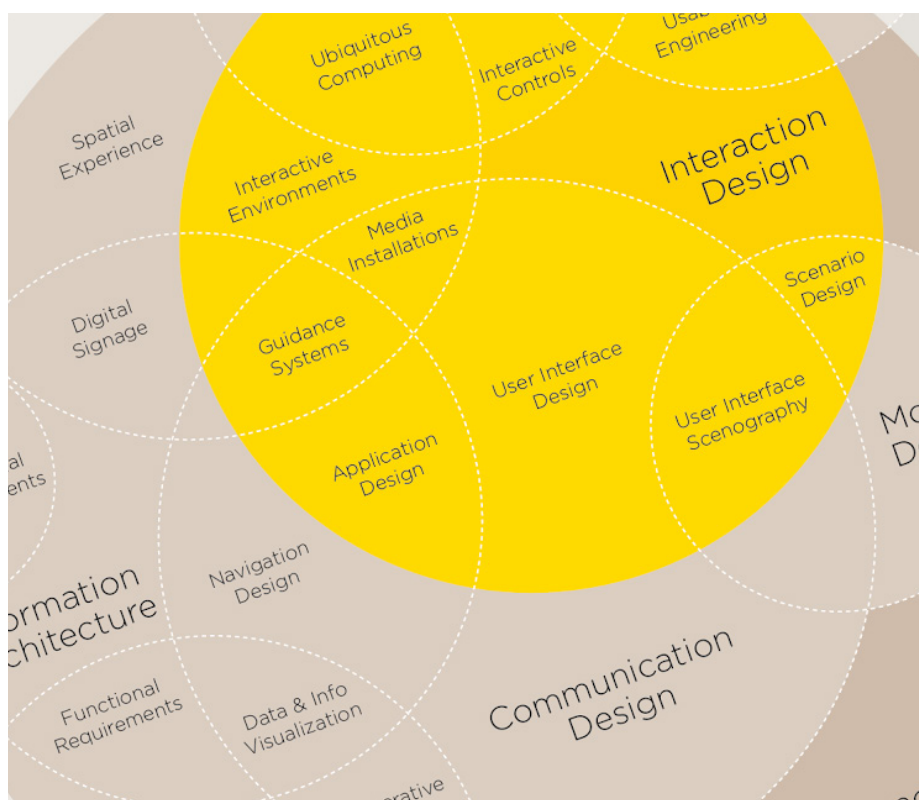 Ubiquitous
Computing
Interactive
Controls
Engineering
Spatial
Experience
Interactive
Environments
Interaction
Design
Media
Installations
Scenario
Design
Digital
Signage
Guidance
Systems
User Interface
Design
User Interface
Scenography
Application
Design
Navigation
Design
Communication
Design
Functional
Requirements
Data & Info
Visualization